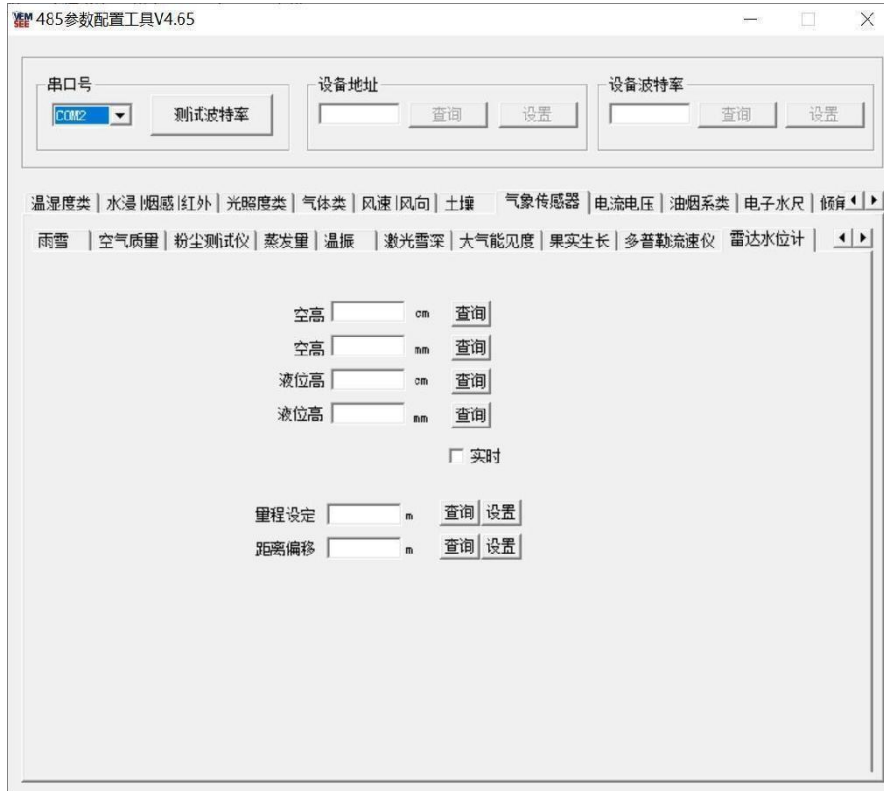 VEM SEE 485参数配置工具V4.65
串口号 设备地址 设备波特率
COM2 测试波特率 查询 设置 查询 设置
温湿度类 水浸|烟感|红外 光照度类 气体类 风速|风向 土壤 气象传感器 电流电压 油烟系类 电子水尺 倾角
雨雪 空气质量 粉尘测试仪 蒸发量 温振 激光雪深 大气能见度 果实生长 多普勒流速仪 雷达水位计
空高 cm 查询
空高 mm 查询
液位高 cm 查询
液位高 mm 查询
实时
量程设定 m 查询 设置
距离偏移 m 查询 设置